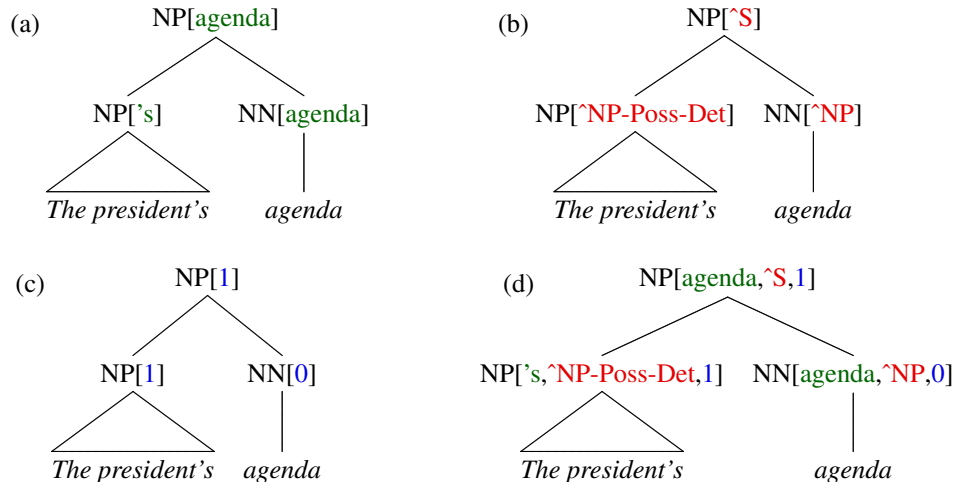 (a) NP[agenda]
NP['s] NN[agenda]
The president's agenda
(b) NP[ˆS]
NP[ˆNP-Poss-Det] NN[ˆNP]
The president's agenda
(c) NP[1]
NP[1] NN[0]
The president's agenda
(d) NP[agenda,ˆS,1]
NP['s,ˆNP-Poss-Det,1] NN[agenda,ˆNP,0]
The president's agenda